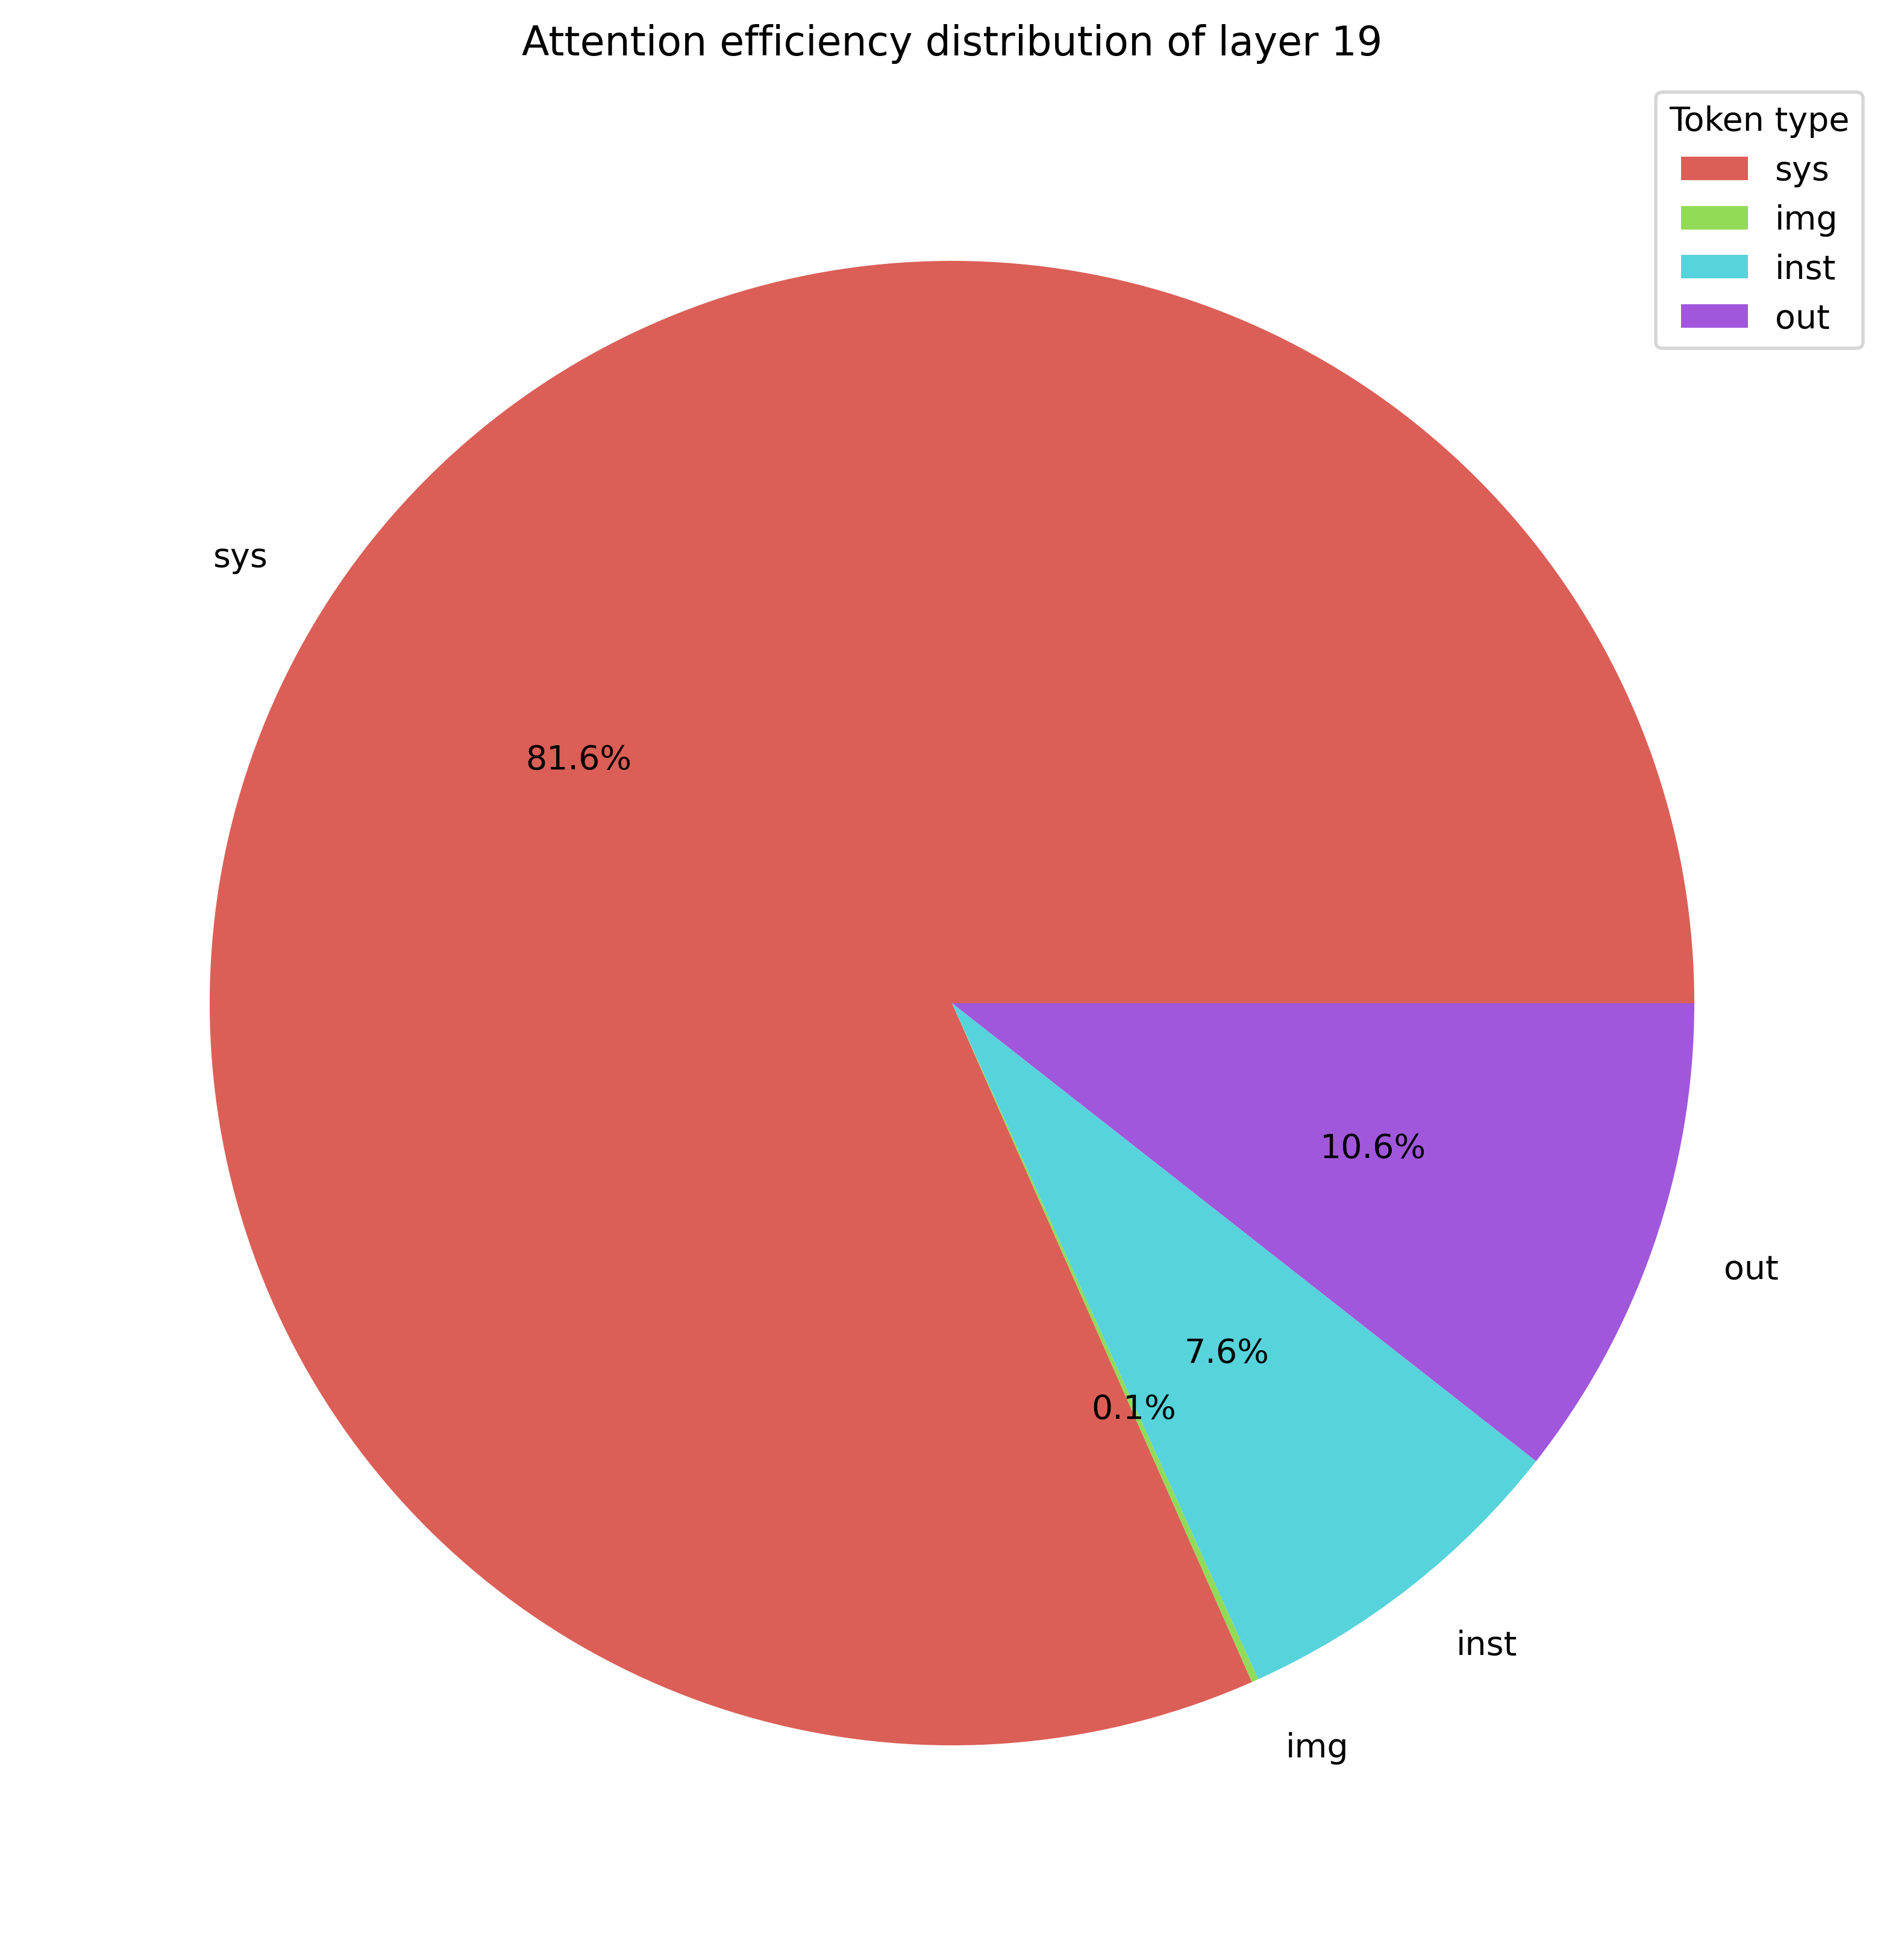 Attention efficiency distribution of layer 19
Token type
sys
img
inst
out
sys
81.6%
10.6%
out
7.6%
0.1%
inst
img